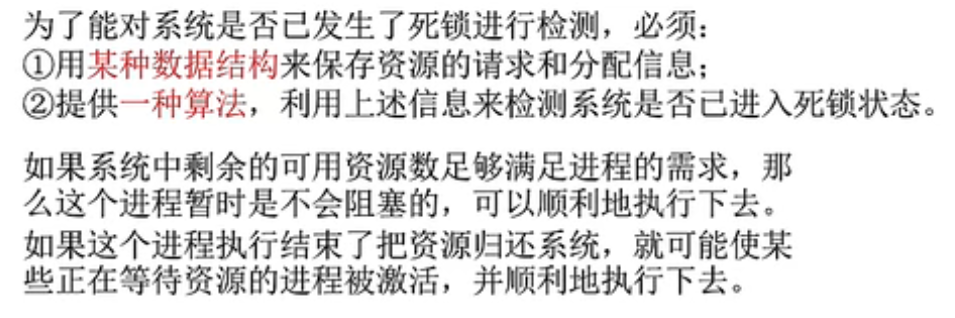 为了能对系统是否已发生了死锁进行检测，必须：
①用某种数据结构来保存资源的请求和分配信息；
②提供一种算法，利用上述信息来检测系统是否已进入死锁状态。
如果系统中剩余的可用资源数足够满足进程的需求，那
么这个进程暂时是不会阻塞的，可以顺利地执行下去。
如果这个进程执行结束了把资源归还系统，就可能使某
些正在等待资源的进程被激活，并顺利地执行下去。